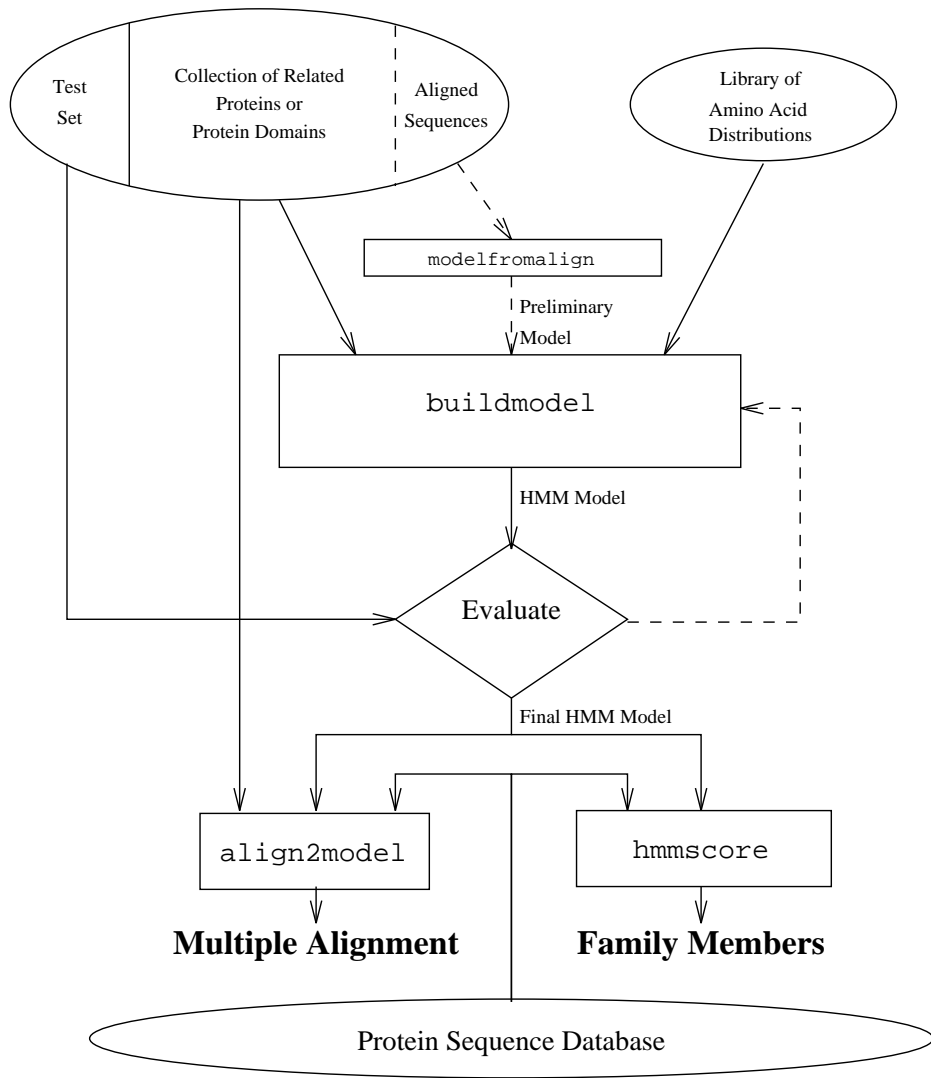 Test
Set
Collection of Related
Proteins or
Protein Domains
Aligned
Sequences
Library of
Amino Acid
Distributions
modelfromalign
Preliminary
Model
buildmodel
HMM Model
Evaluate
Final HMM Model
align2model
hmmscore
Multiple Alignment
Family Members
Protein Sequence Database